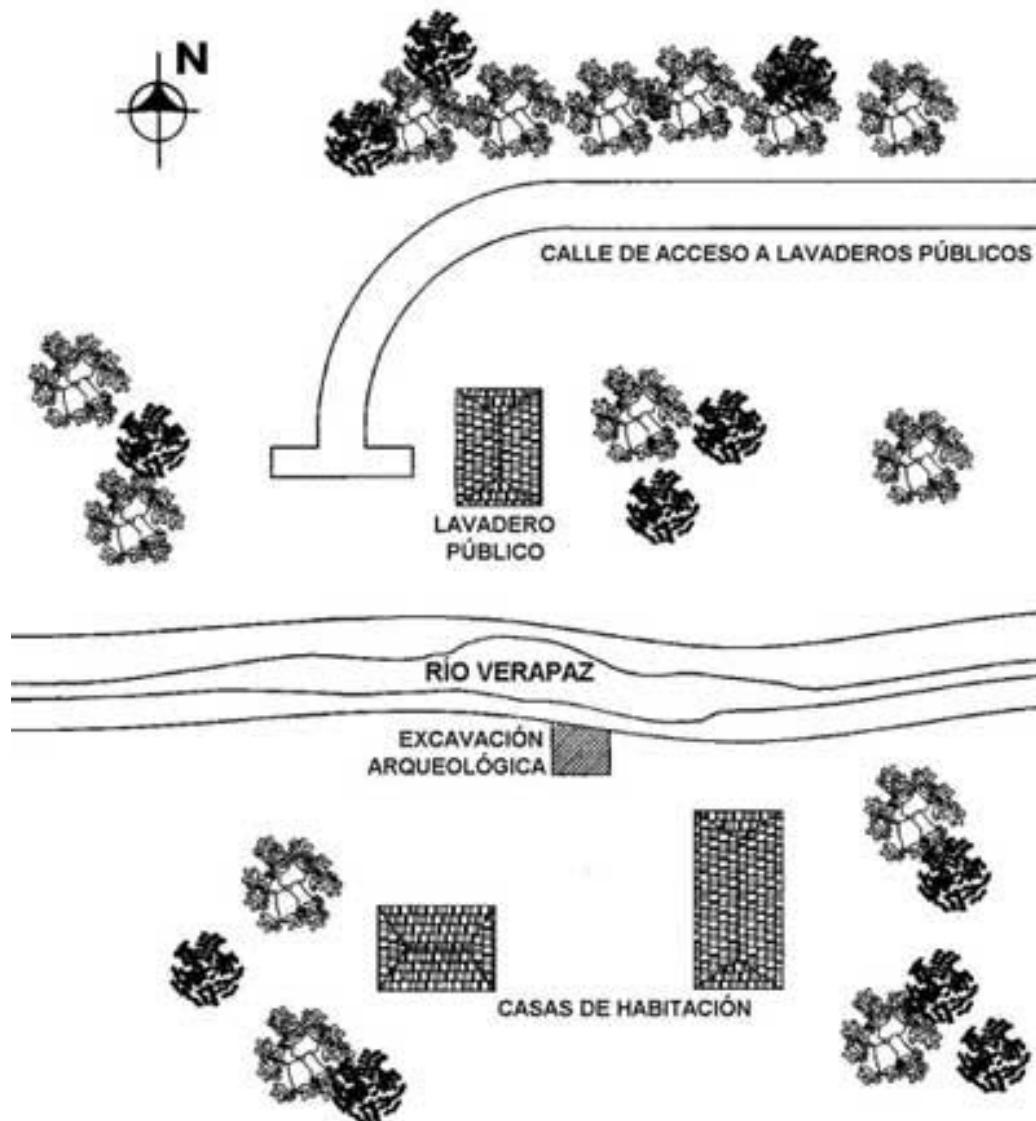 N
CALLE DE ACCESO A LAVADEROS PÚBLICOS
LAVADERO
PÚBLICO
RÍO VERAPAZ
EXCAVACIÓN
ARQUEOLÓGICA
CASAS DE HABITACIÓN